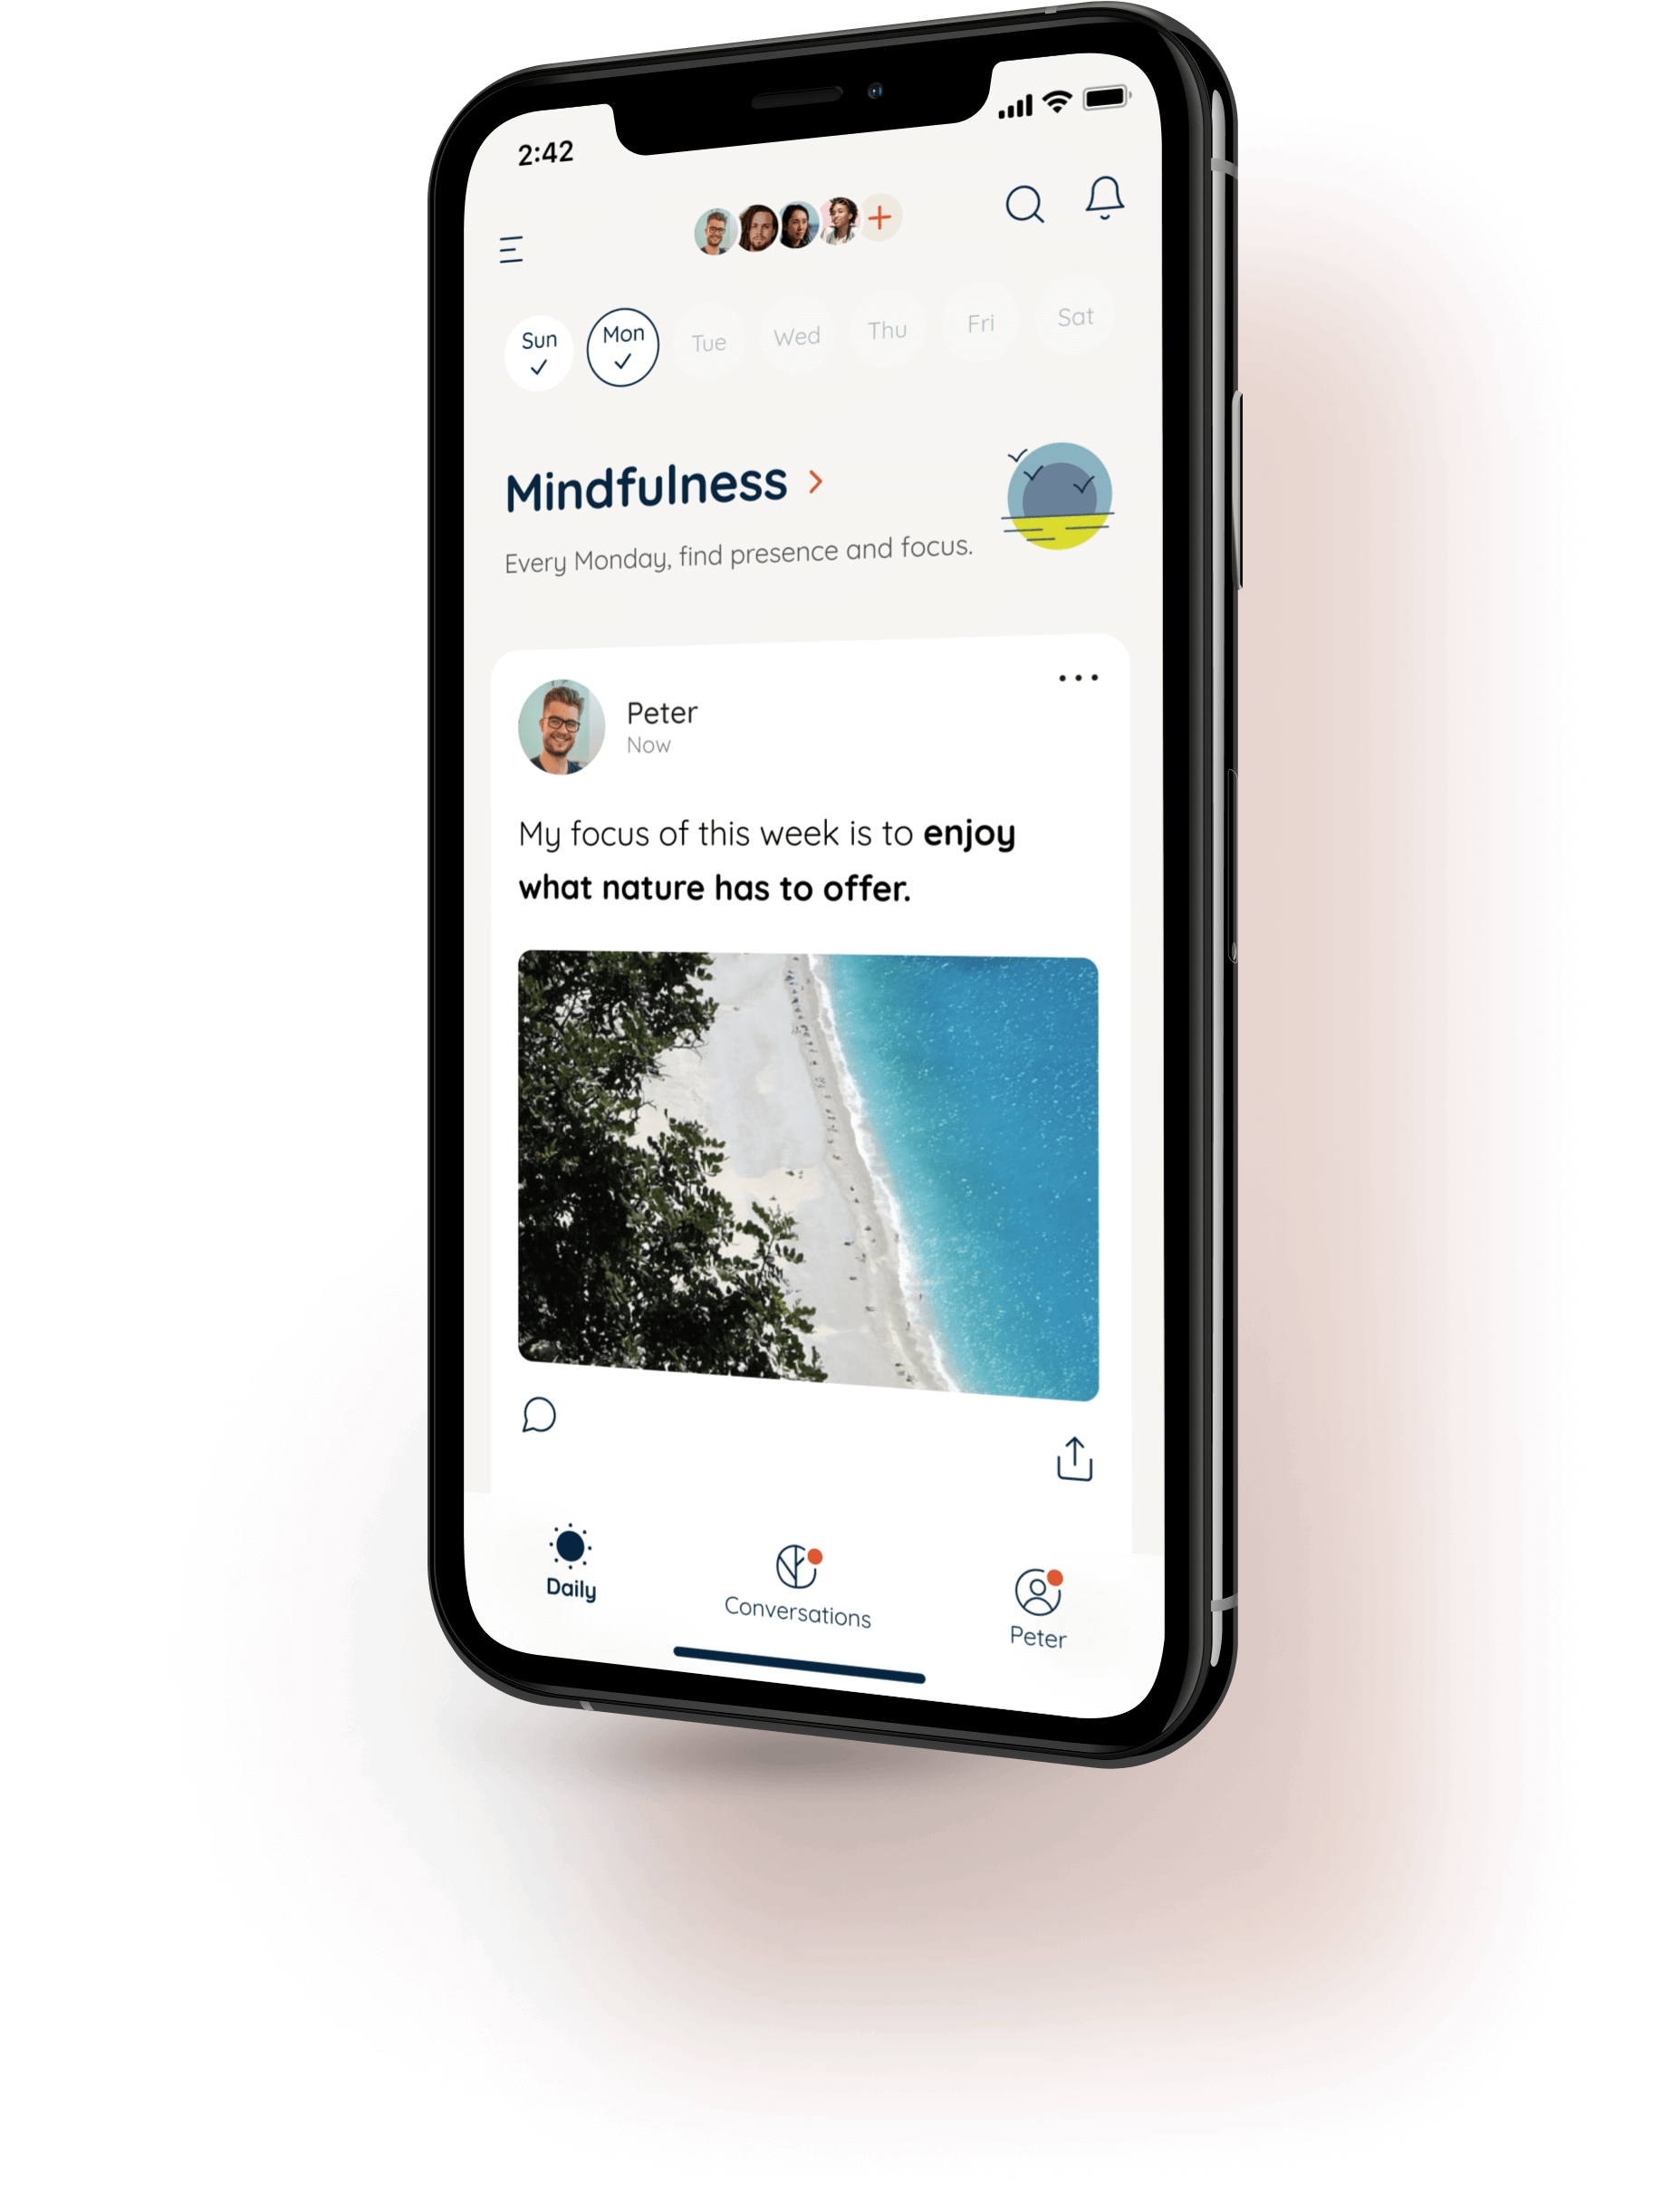 2:42
Sun Mon Tue Wed Thu Fri Sat
Mindfulness
Every Monday, find presence and focus.
Peter
Now
My focus of this week is to enjoy
what nature has to offer.
Daily
Conversations
Peter